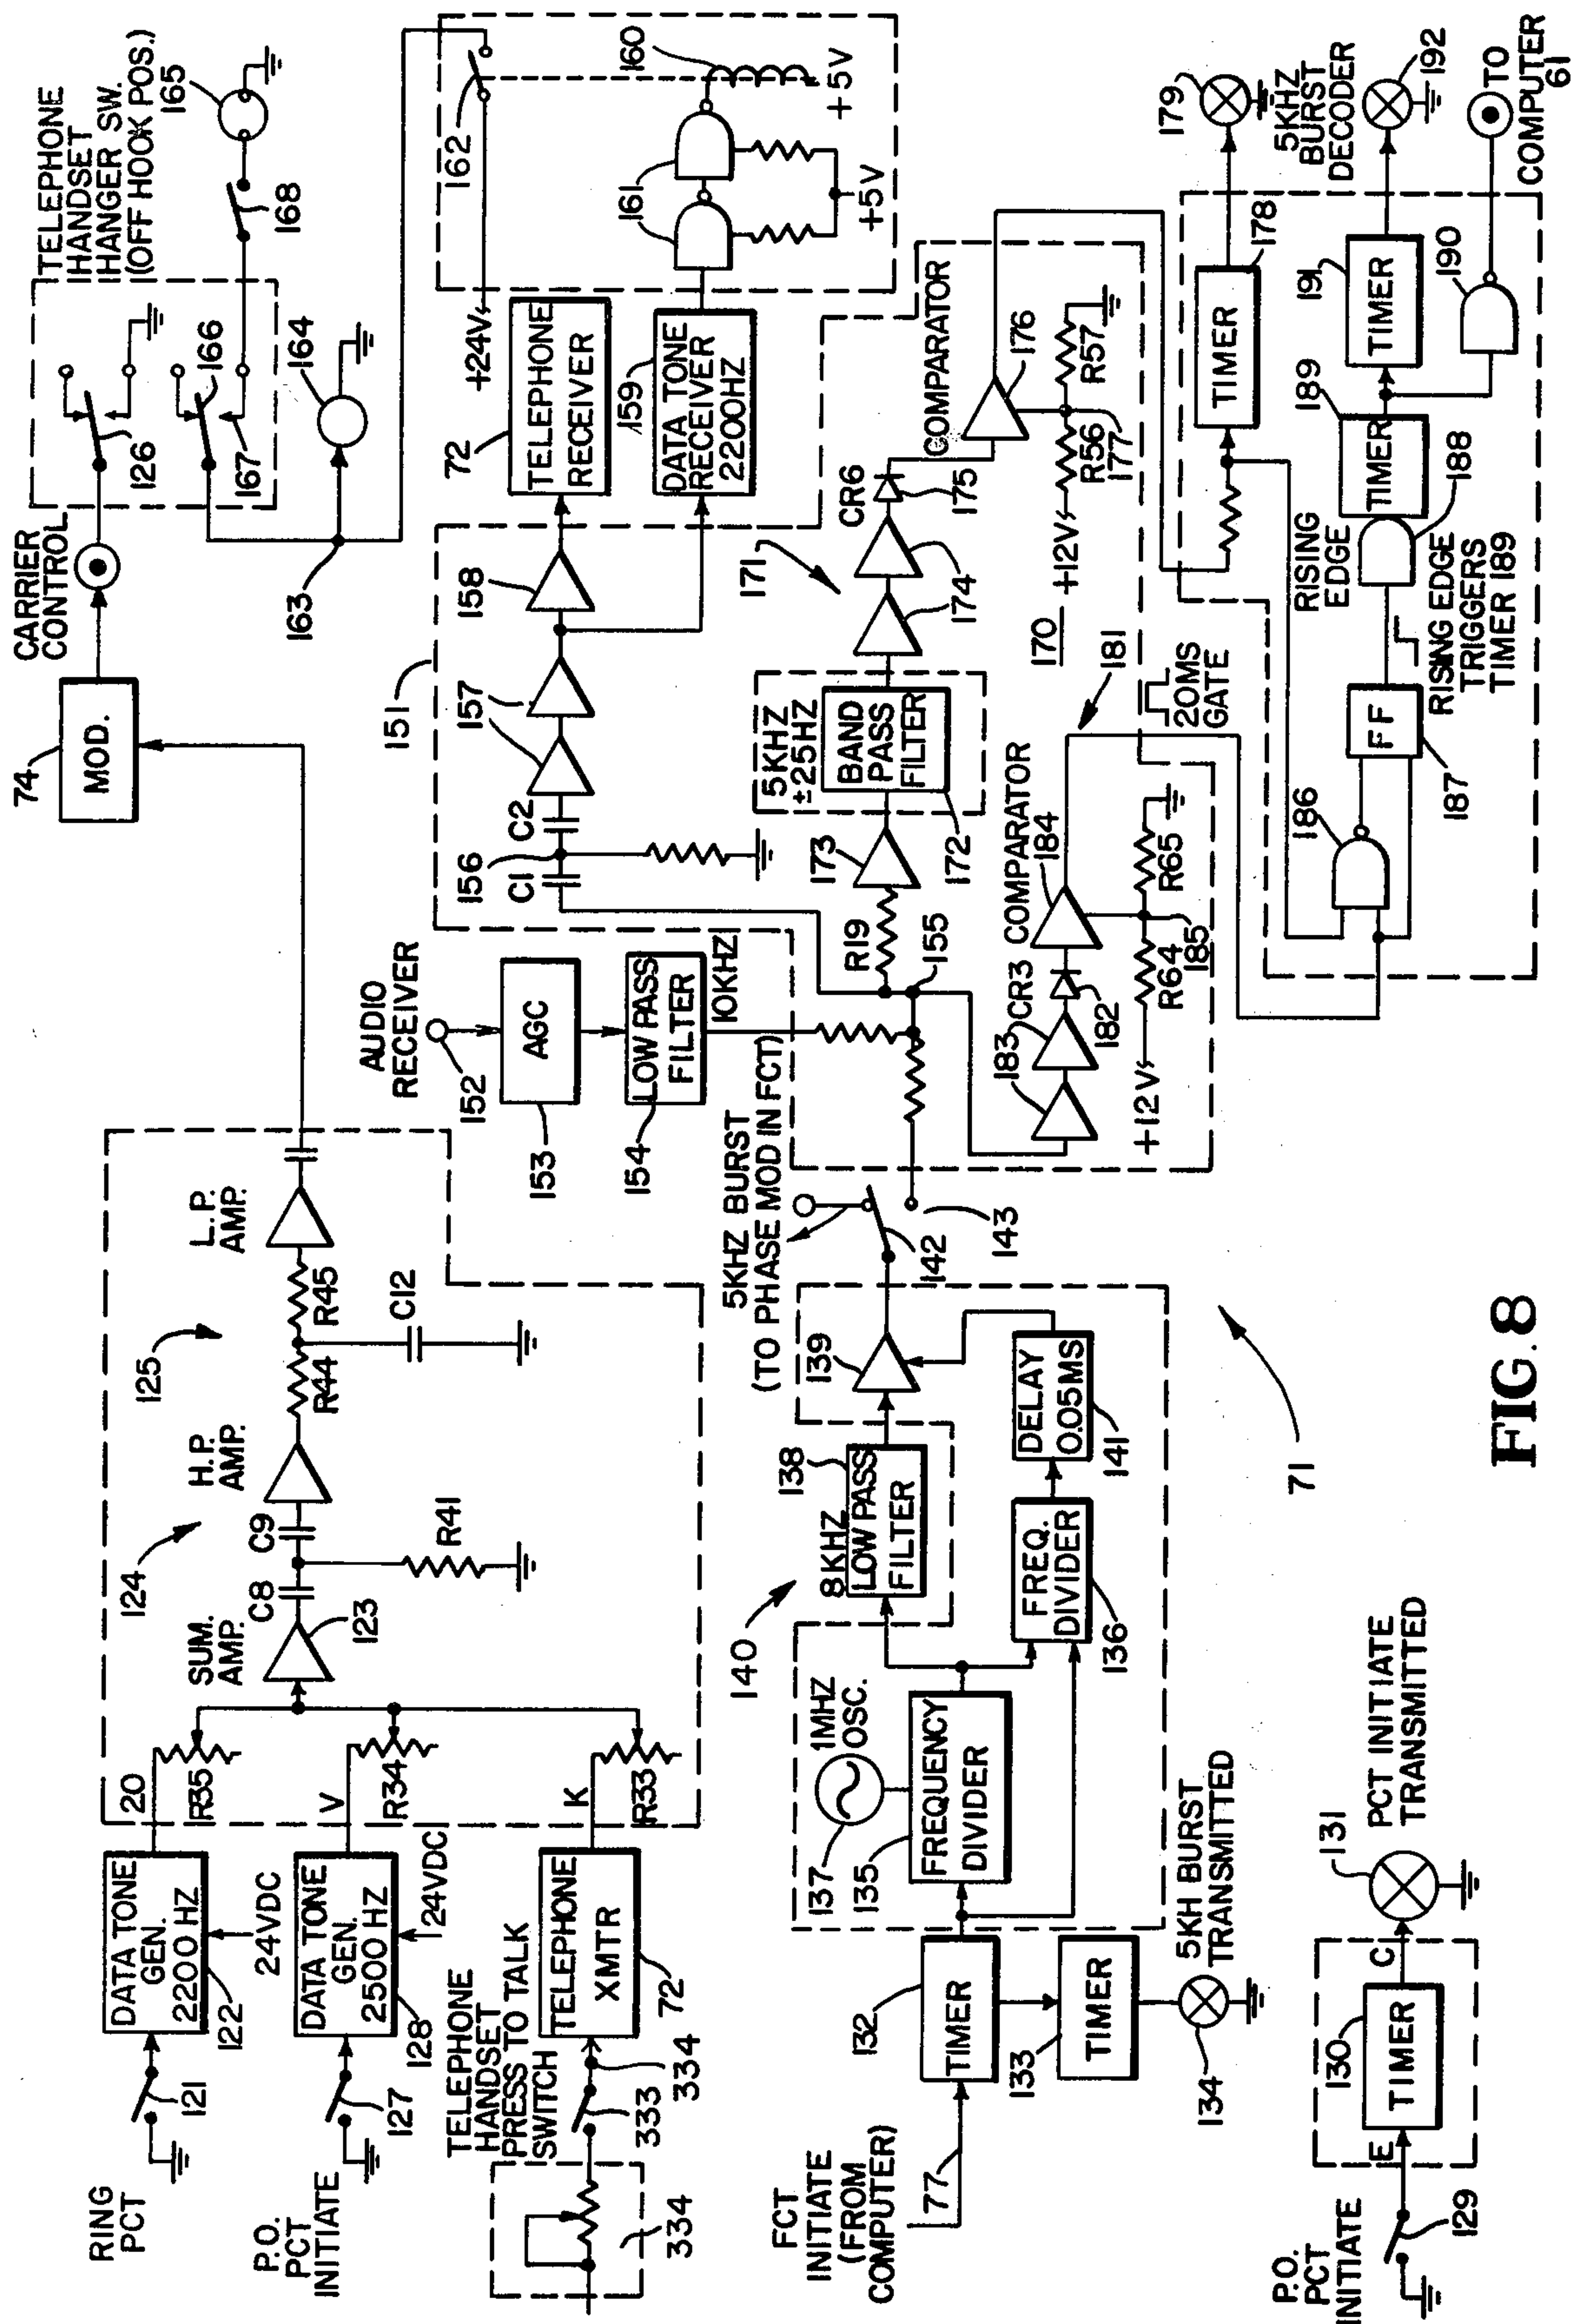 RING
PCT
121
DATA TONE
GEN.
2200 HZ
122
24VDC
20
R35
P.O.
PCT
INITIATE
127
DATA TONE
GEN.
2500 HZ
128
24VDC
V
R34
TELEPHONE
HANDSET
PRESS TO TALK
SWITCH
334
333
334
TELEPHONE
XMTR
72
K
R33
SUM.
AMP.
123
124
C8
C9
R41
H.P.
AMP.
125
R44
R45
C12
L.P.
AMP.
74
MOD.
CARRIER
CONTROL
TELEPHONE
HANDSET
HANGER SW.
(OFF HOOK POS.)
126
166
167
168
165
164
163
AUDIO
RECEIVER
152
AGC
153
LOW PASS
FILTER
154
10KHZ
151
C1
156
C2
157
158
72
TELEPHONE
RECEIVER
159
DATA TONE
RECEIVER
2200HZ
+24V
162
160
161
+5V
+5V
155
R19
173
5KHZ
±25HZ
BAND
PASS
FILTER
172
171
174
CR6
175
COMPARATOR
176
+12V
R56
177
R57
170
183
CR3
182
COMPARATOR
184
181
+12V
R64
185
R65
20MS
GATE
FCT
INITIATE
(FROM
COMPUTER)
77
132
TIMER
133
TIMER
134
5KH BURST
TRANSMITTED
137
1MHZ
OSC.
135
FREQUENCY
DIVIDER
140
8KHZ
138
LOW PASS
FILTER
FREQ.
DIVIDER
136
DELAY
0.05MS
141
139
142
143
5KHZ BURST
(TO PHASE MOD IN FCT)
71
186
FF
187
RISING
EDGE
188
RISING EDGE
TRIGGERS
TIMER 189
TIMER
189
TIMER
191
190
TIMER
178
179
5KHZ
BURST
DECODER
192
TO
COMPUTER
61
P.O.
PCT
INITIATE
129
E
130
TIMER
C
131
PCT INITIATE
TRANSMITTED
FIG. 8